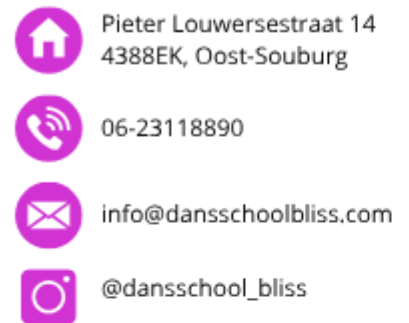 Pieter Louwersestraat 14
4388EK, Oost-Souburg
06-23118890
info@dansschoolbliss.com
@dansschool_bliss